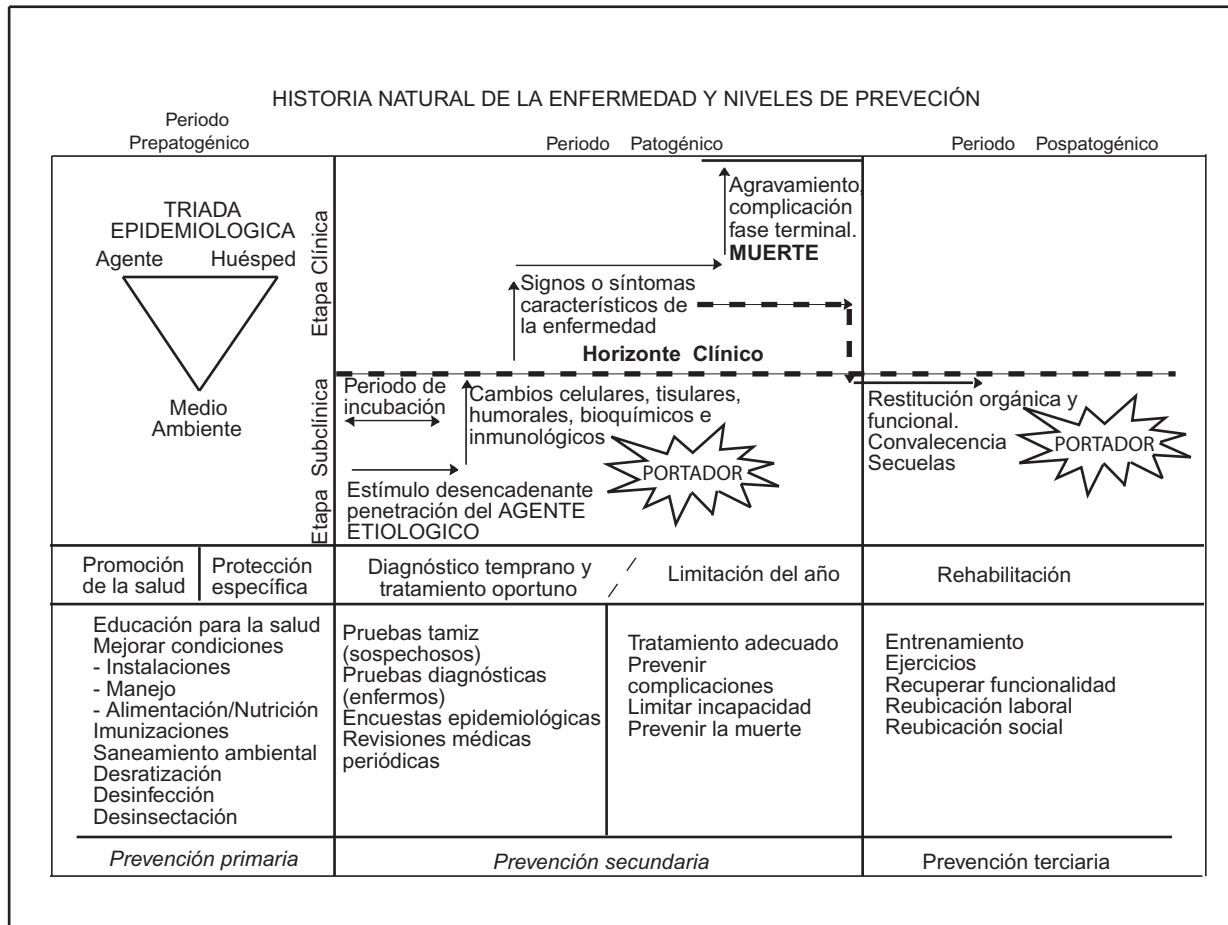 HISTORIA NATURAL DE LA ENFERMEDAD Y NIVELES DE PREVECIÓN
Periodo
Prepatogénico
Periodo Patogénico
Periodo Pospatogénico
TRIADA
EPIDEMIOLOGICA
Agente Huésped
Medio
Ambiente
Etapa Clínica
Etapa Subclínica
Agravamiento,
complicación
fase terminal.
MUERTE
Signos o síntomas
característicos de
la enfermedad
Horizonte Clínico
Periodo de
incubación
Cambios celulares, tisulares,
humorales, bioquímicos e
inmunológicos
PORTADOR
Estímulo desencadenante
penetración del AGENTE
ETIOLOGICO
Restitución orgánica y
funcional.
Convalecencia
Secuelas
PORTADOR
Promoción
de la salud
Protección
específica
Diagnóstico temprano y
tratamiento oportuno
/
/
Limitación del año
Rehabilitación
Educación para la salud
Mejorar condiciones
- Instalaciones
- Manejo
- Alimentación/Nutrición
Imunizaciones
Saneamiento ambiental
Desratización
Desinfección
Desinsectación
Pruebas tamiz
(sospechosos)
Pruebas diagnósticas
(enfermos)
Encuestas epidemiológicas
Revisiones médicas
periódicas
Tratamiento adecuado
Prevenir
complicaciones
Limitar incapacidad
Prevenir la muerte
Entrenamiento
Ejercicios
Recuperar funcionalidad
Reubicación laboral
Reubicación social
Prevención primaria
Prevención secundaria
Prevención terciaria